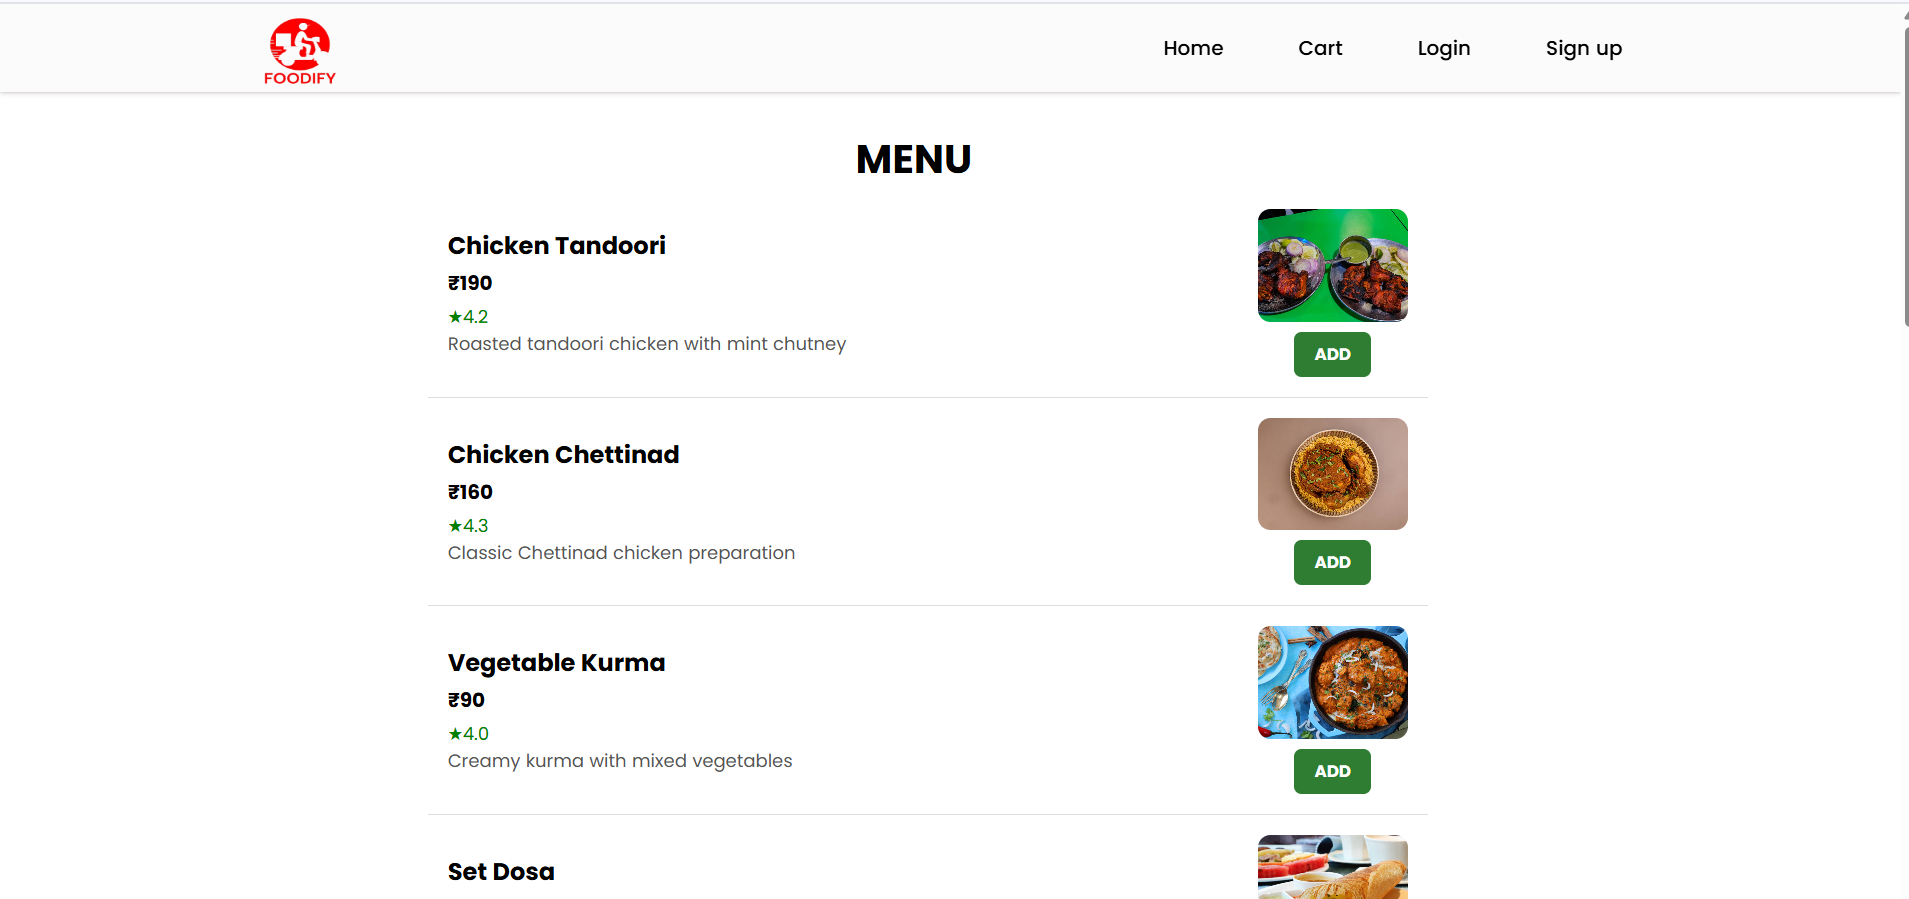 FOODIFY
Home Cart Login Sign up
MENU
Chicken Tandoori
₹190
★4.2
Roasted tandoori chicken with mint chutney
ADD
Chicken Chettinad
₹160
★4.3
Classic Chettinad chicken preparation
ADD
Vegetable Kurma
₹90
★4.0
Creamy kurma with mixed vegetables
ADD
Set Dosa